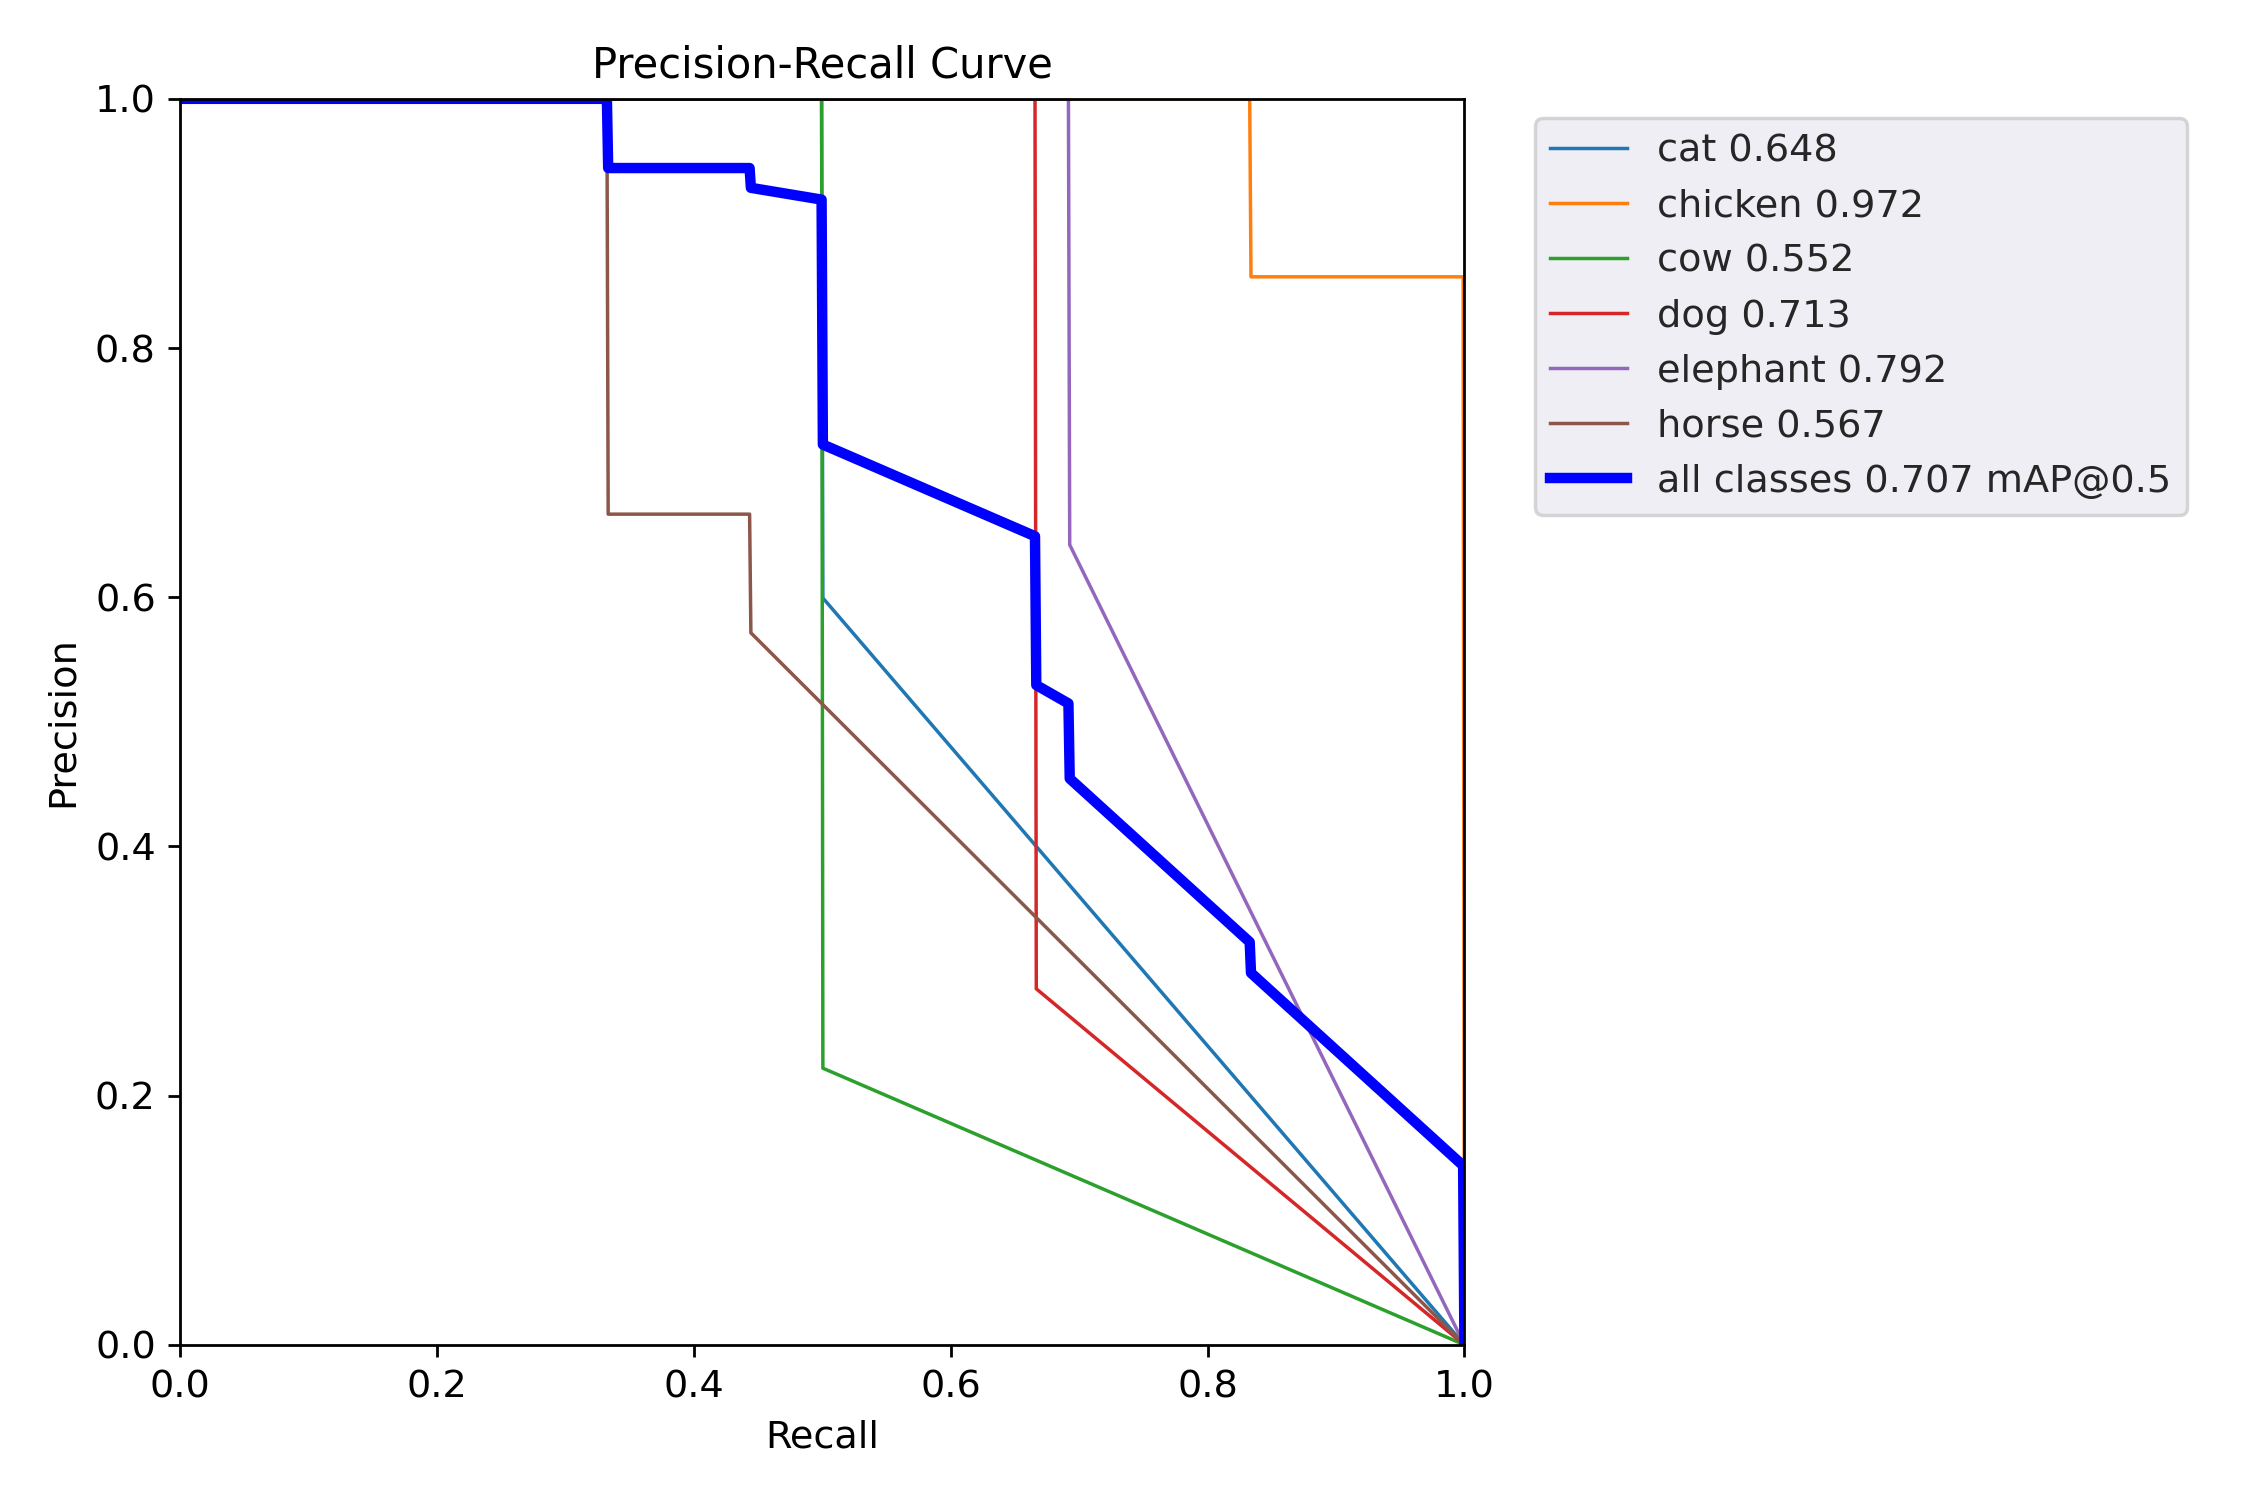 Precision-Recall Curve
1.0
0.8
0.6
0.4
0.2
0.0
Precision
0.0 0.2 0.4 0.6 0.8 1.0
Recall
cat 0.648
chicken 0.972
cow 0.552
dog 0.713
elephant 0.792
horse 0.567
all classes 0.707 mAP@0.5